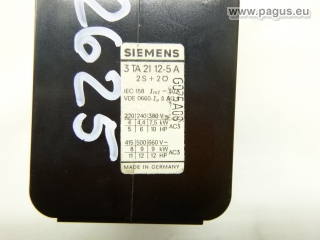 www.pagus.eu
2625
SIEMENS
3 TA 21 12-5 A
2S+2Ö
IEC 158
VDE 0660
220 240 380 V
4 4,4 7,5 kW AC3
5 6 10 HP
415 500 660 V~
8 9 9 kW AC3
11 12 12 HP
MADE IN GERMANY